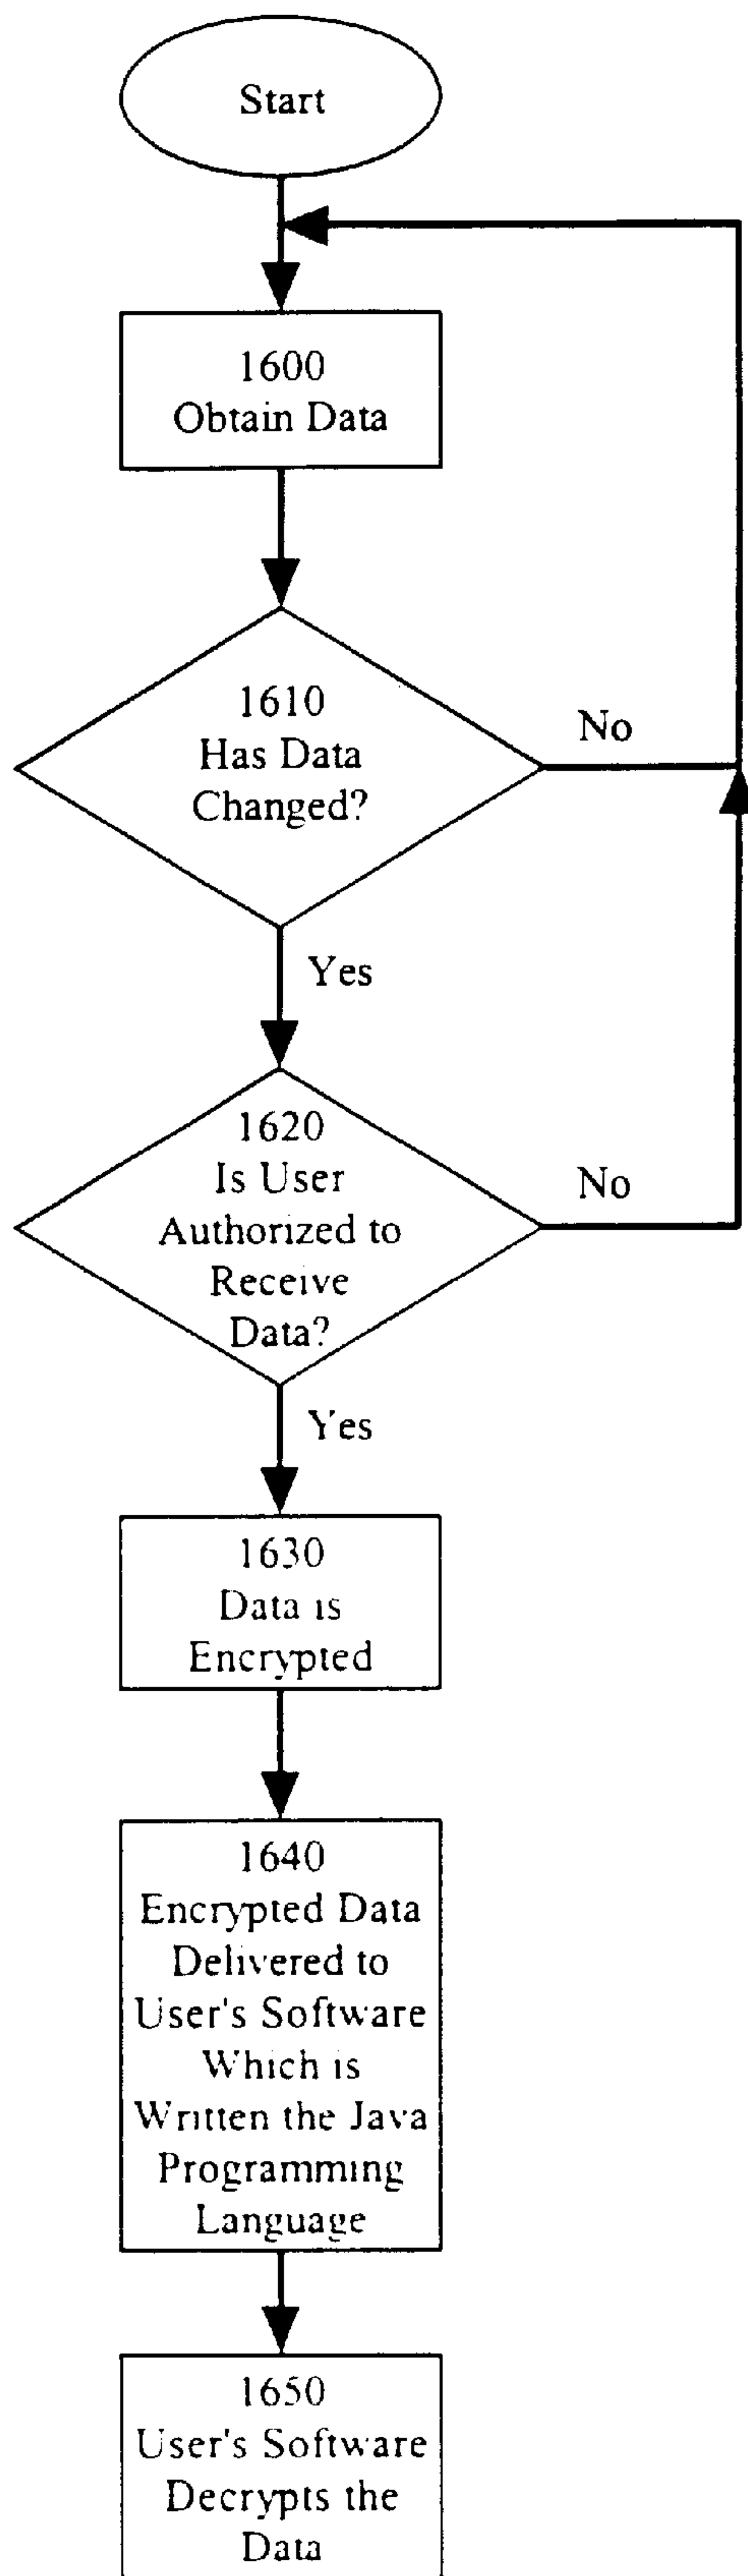 Start
1600
Obtain Data
1610
Has Data
Changed?
No
Yes
1620
Is User
Authorized to
Receive
Data?
No
Yes
1630
Data is
Encrypted
1640
Encrypted Data
Delivered to
User's Software
Which is
Written the Java
Programming
Language
1650
User's Software
Decrypts the
Data